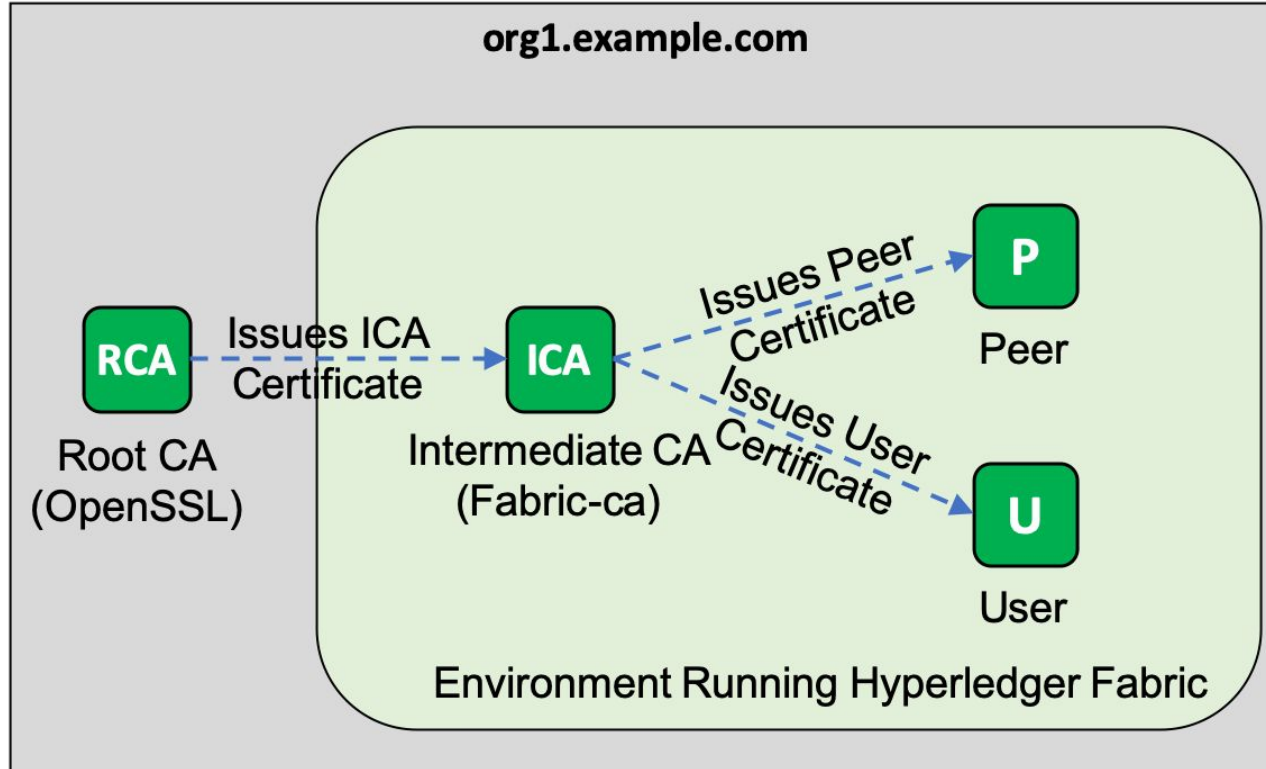 org1.example.com
RCA
Root CA
(OpenSSL)
Issues ICA
Certificate
ICA
Intermediate CA
(Fabric-ca)
Issues Peer
Certificate
P
Peer
Issues User
Certificate
U
User
Environment Running Hyperledger Fabric